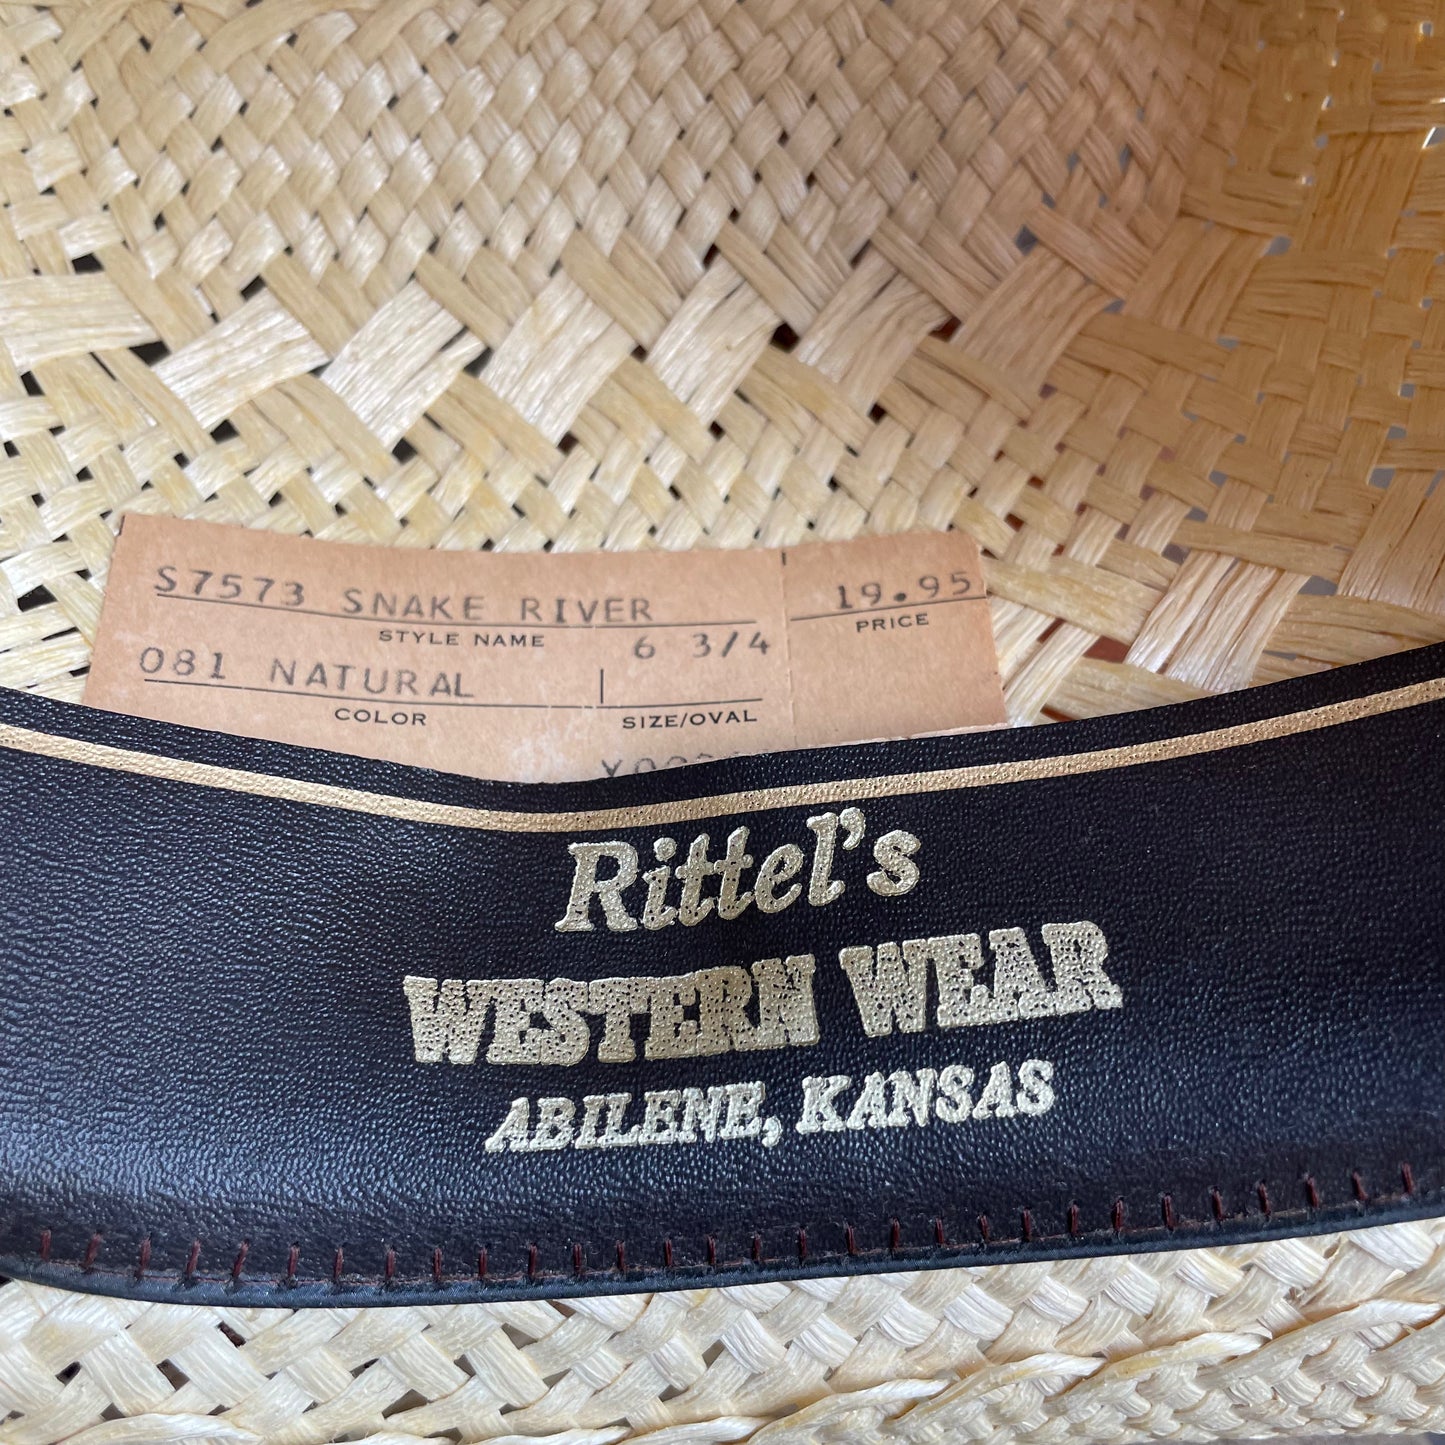 S7573 SNAKE RIVER 19.95
STYLE NAME PRICE
081 NATURAL 6 3/4
COLOR SIZE/OVAL
Rittel's
WESTERN WEAR
ABILENE, KANSAS